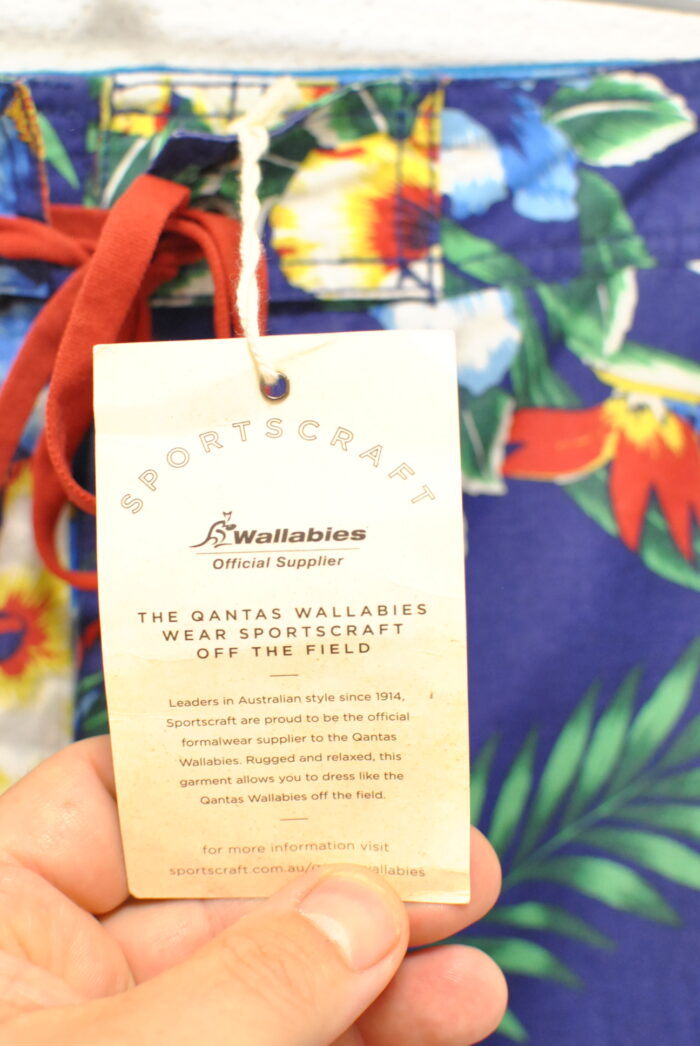 SPORTSCRAFT
Wallabies
Official Supplier
THE QANTAS WALLABIES
WEAR SPORTSCRAFT
OFF THE FIELD
Leaders in Australian style since 1914,
Sportscraft are proud to be the official
formalwear supplier to the Qantas
Wallabies. Rugged and relaxed, this
garment allows you to dress like the
Qantas Wallabies off the field.
for more information visit
sportscraft.com.au/